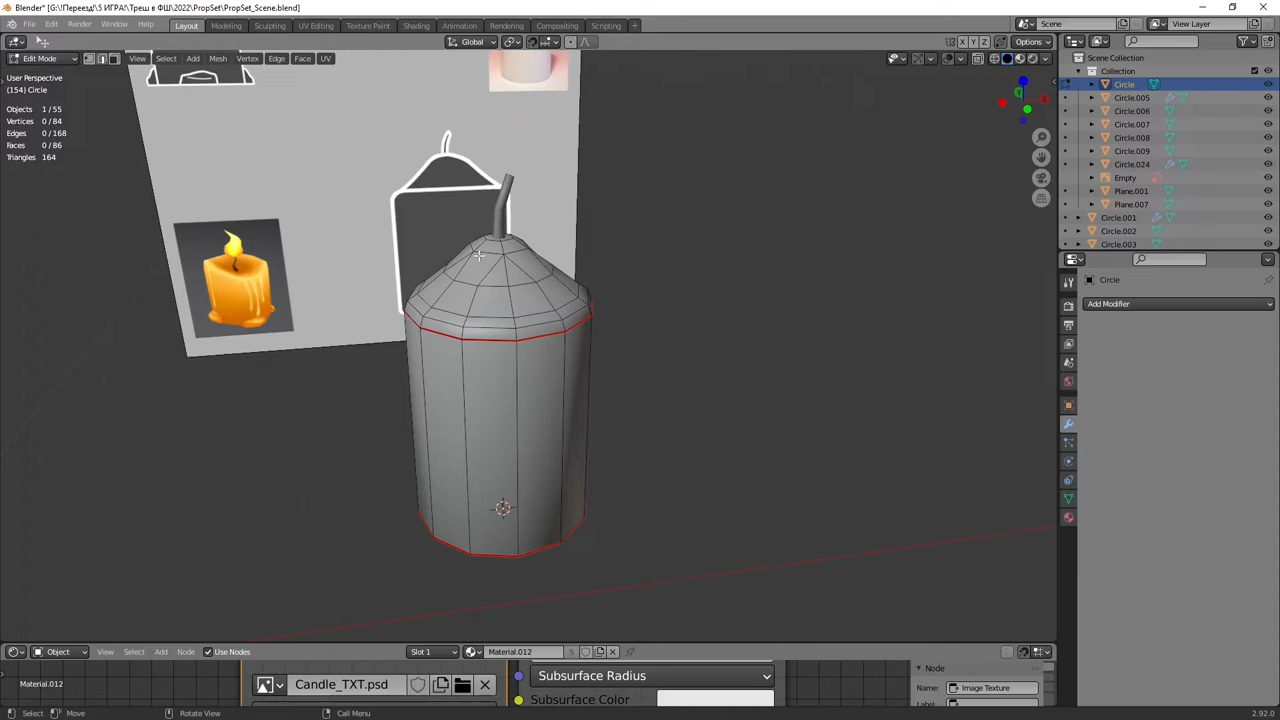 Blender* [G:\!Переезд\!5 ИГРА!\Треш в ФШ\2022\PropSet\PropSet_Scene.blend]
File Edit Render Window Help Layout Modeling Sculpting UV Editing Texture Paint Shading Animation Rendering Compositing Scripting + Scene View Layer
Global X Y Z Options
Edit Mode View Select Add Mesh Vertex Edge Face UV
Scene Collection
Collection
User Perspective
(154) Circle
Objects 1 / 55
Vertices 0 / 84
Edges 0 / 168
Faces 0 / 86
Triangles 164
Circle
Circle.005
Circle.006
Circle.007
Circle.008
Circle.009
Circle.024
Empty
Plane.001
Plane.007
Circle.001
Circle.002
Circle.003
Circle
Add Modifier
Object View Select Add Node Use Nodes Slot 1 Material.012 5
Material.012
Candle_TXT.psd
Subsurface Radius
Subsurface Color
Node
Name: Image Texture
Label:
Select Move Rotate View Call Menu 2.92.0